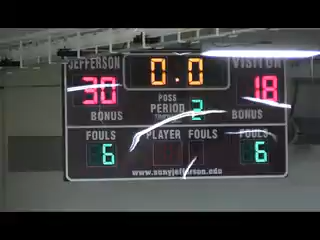 JEFFERSON VISITOR
30 0.0 18
POSS
BONUS PERIOD 2 BONUS
FOULS PLAYER FOULS FOULS
6 6
www.sunyjefferson.edu